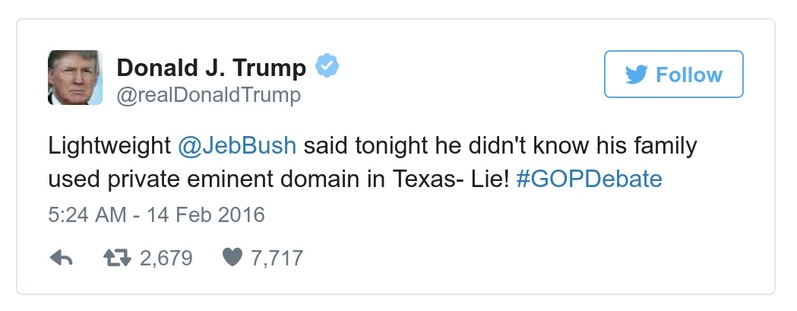 Donald J. Trump
Follow
@realDonaldTrump
Lightweight @JebBush said tonight he didn't know his family
used private eminent domain in Texas- Lie! #GOPDebate
5:24 AM - 14 Feb 2016
2,679 7,717